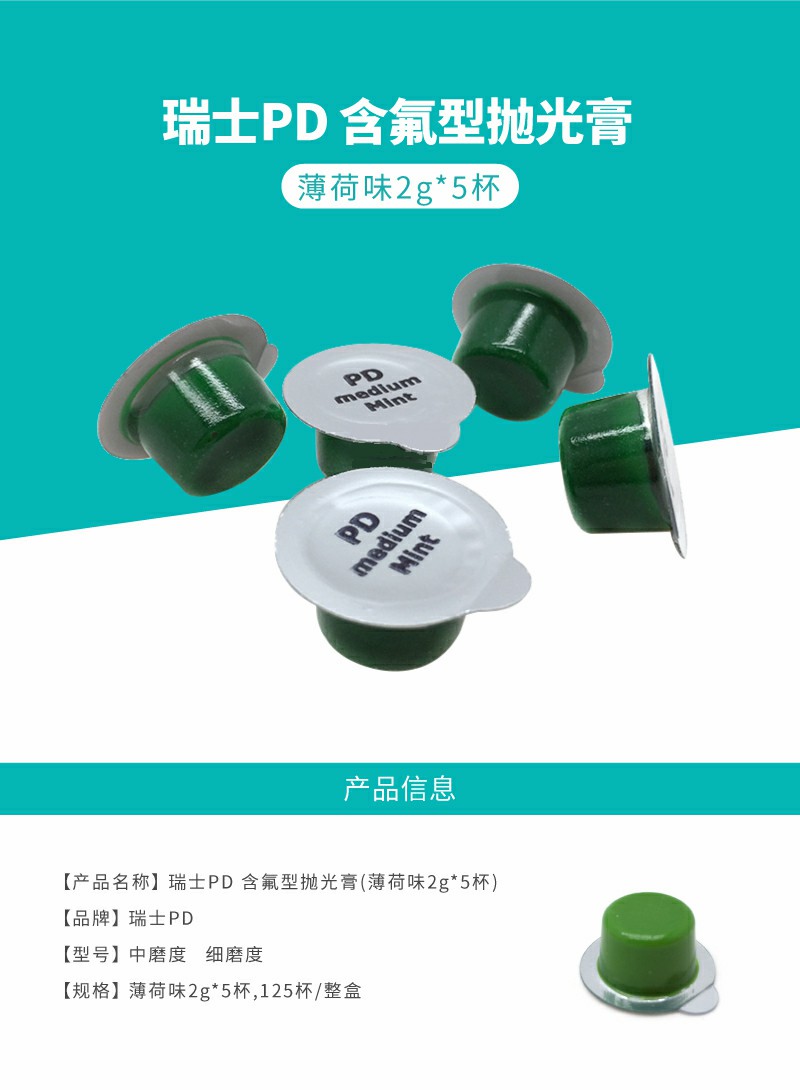 瑞士PD 含氟型抛光膏
薄荷味2g*5杯
PD
medium
Mint
PD
medium
Mint
产品信息
【产品名称】瑞士PD 含氟型抛光膏(薄荷味2g*5杯)
【品牌】瑞士PD
【型号】中磨度 细磨度
【规格】薄荷味2g*5杯,125杯/整盒